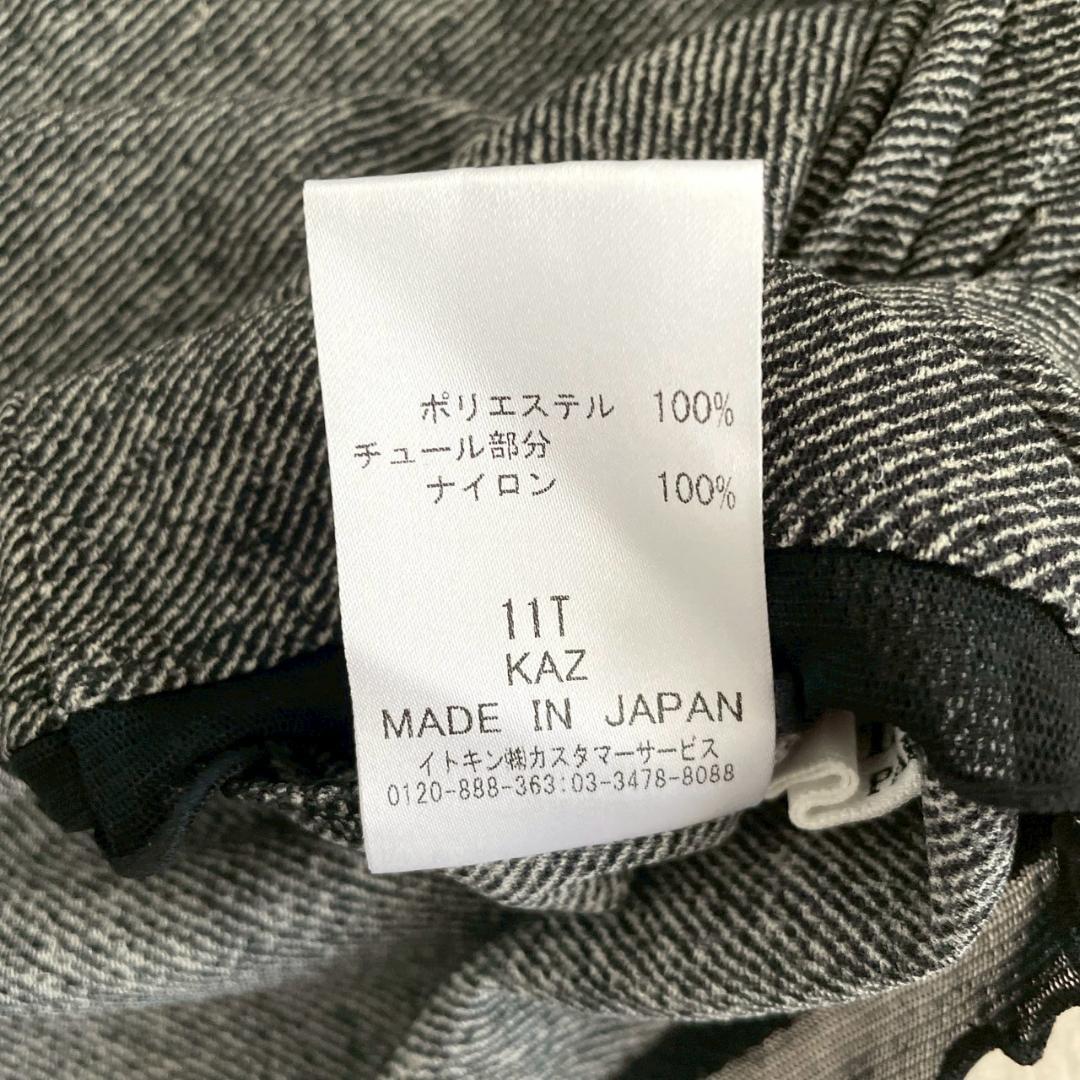 ポリエステル 100%
チュール部分
ナイロン 100%
11T
KAZ
MADE IN JAPAN
イトキン㈱カスタマーサービス
0120-888-363:03-3478-8088